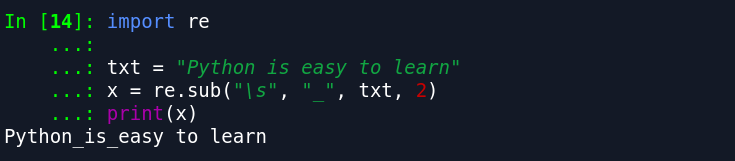 In [14]: import re
    ...:
    ...: txt = "Python is easy to learn"
    ...: x = re.sub("\s", "_", txt, 2)
    ...: print(x)
Python_is_easy to learn